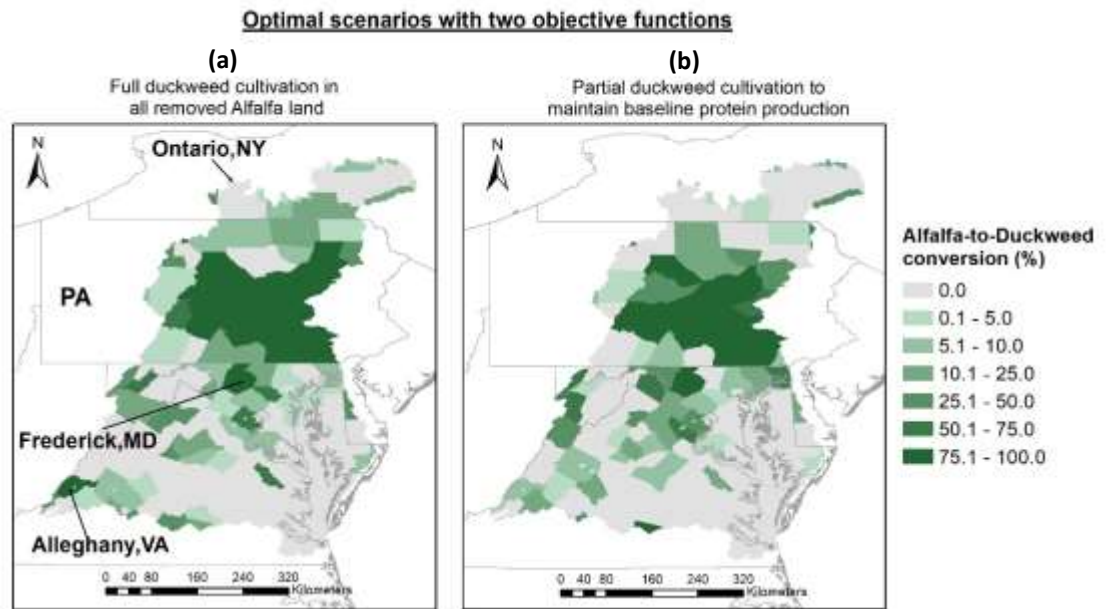 Optimal scenarios with two objective functions
(a)
Full duckweed cultivation in
all removed Alfalfa land
N
Ontario,NY
PA
Frederick,MD
Alleghany,VA
0 40 80 160 240 320
Kilometers
(b)
Partial duckweed cultivation to
maintain baseline protein production
N
0 40 80 160 240 320
Kilometers
Alfalfa-to-Duckweed
conversion (%)
0.0
0.1 - 5.0
5.1 - 10.0
10.1 - 25.0
25.1 - 50.0
50.1 - 75.0
75.1 - 100.0